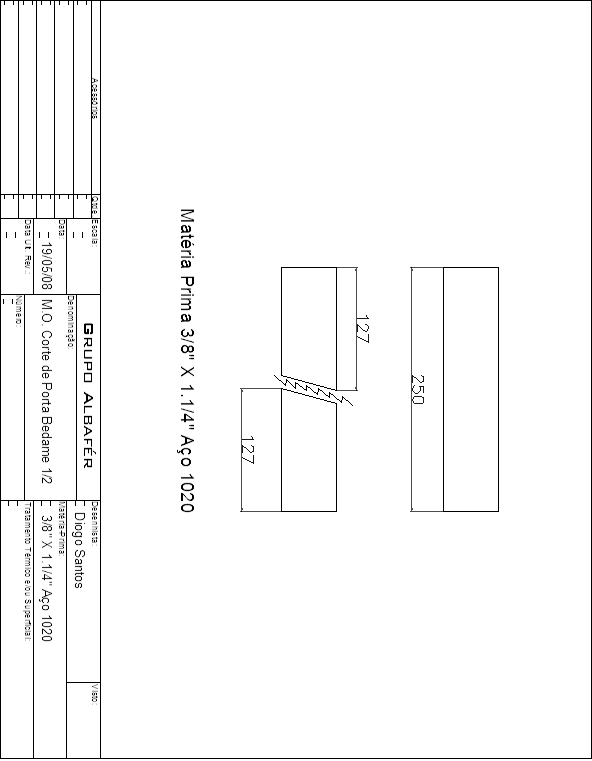 250
127
127
Matéria Prima 3/8" X 1.1/4" Aço 1020
Acessórios
Qtde
Escala:
Data:
19/05/08
Data Ult. Rev.:
GRUPO ALBAFÉR
Denominação:
M.O. Corte de Porta Bedame 1/2
Número:
Desenhista:
Diogo Santos
Visto:
Matéria-Prima:
3/8" X 1.1/4" Aço 1020
Tratamento Térmico e/ou Superficial: